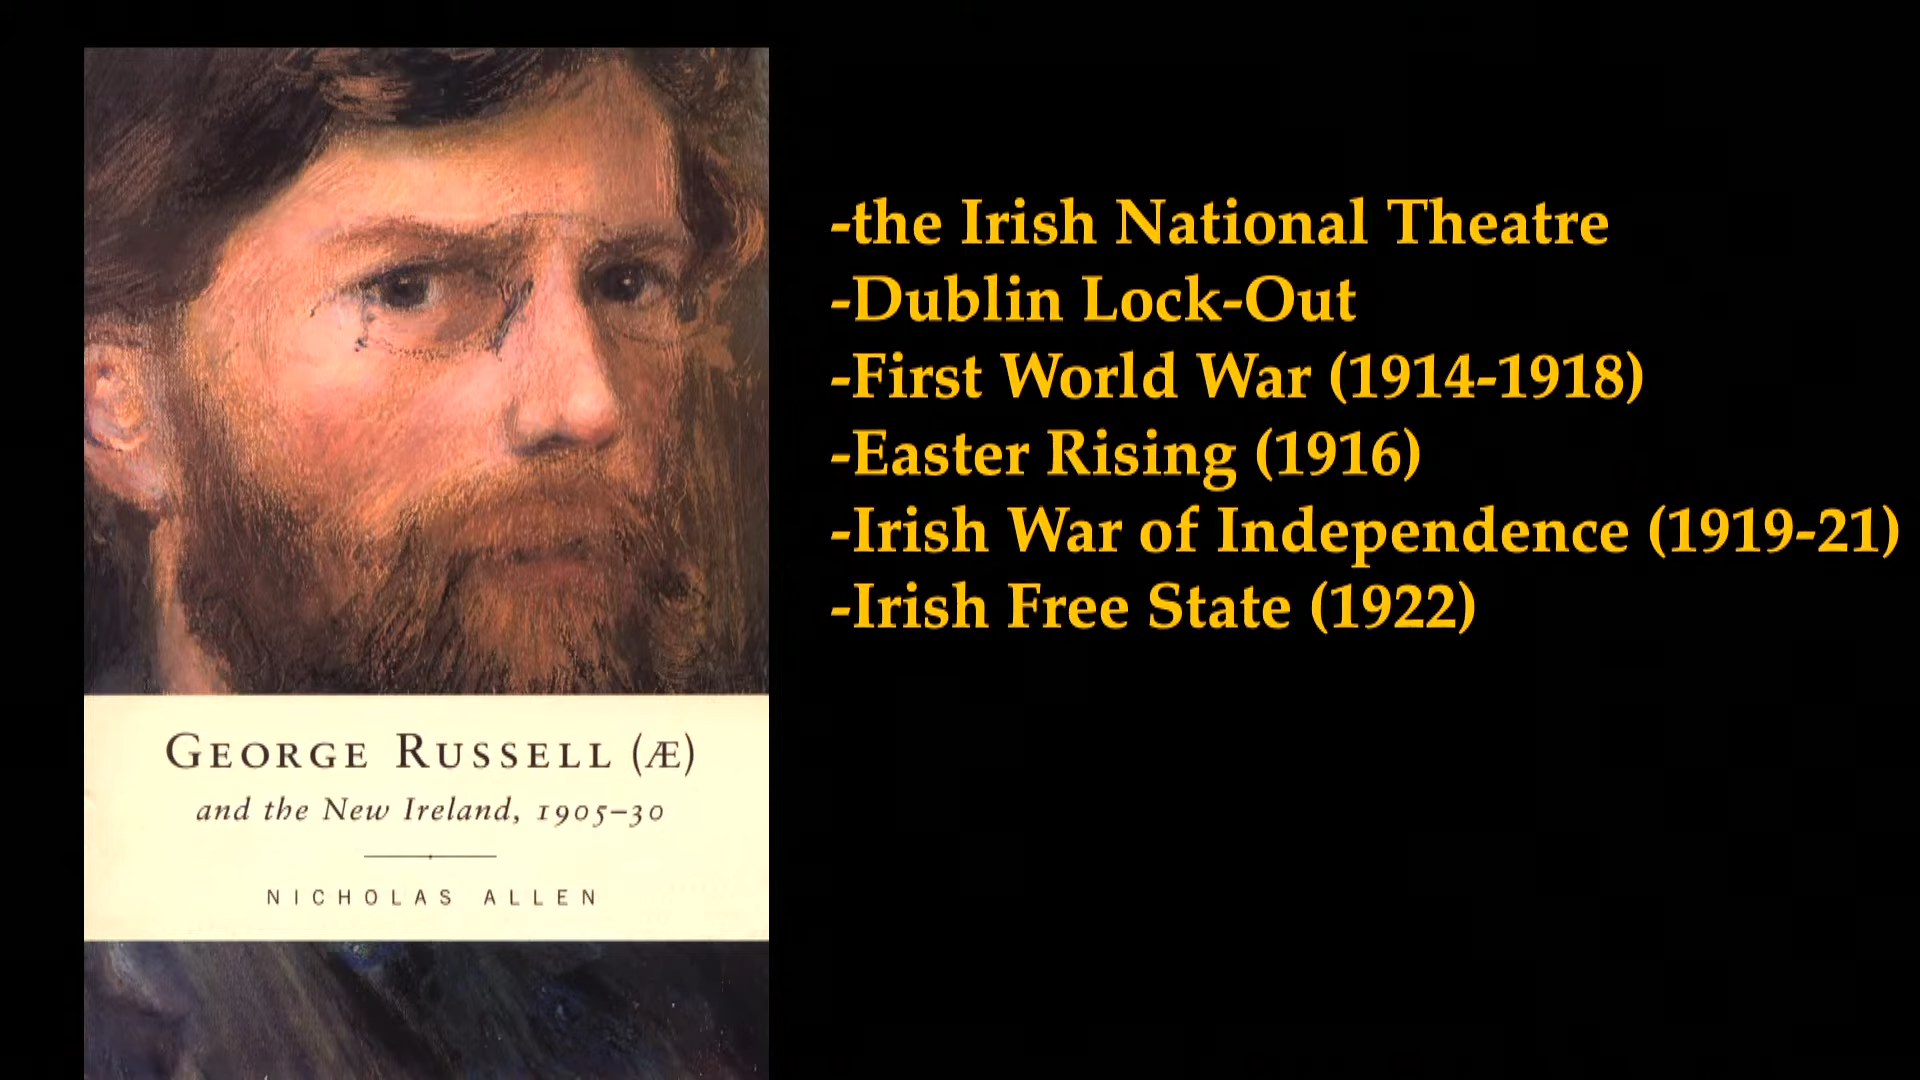 -the Irish National Theatre
-Dublin Lock-Out
-First World War (1914-1918)
-Easter Rising (1916)
-Irish War of Independence (1919-21)
-Irish Free State (1922)
GEORGE RUSSELL (Æ)
and the New Ireland, 1905–30
NICHOLAS ALLEN